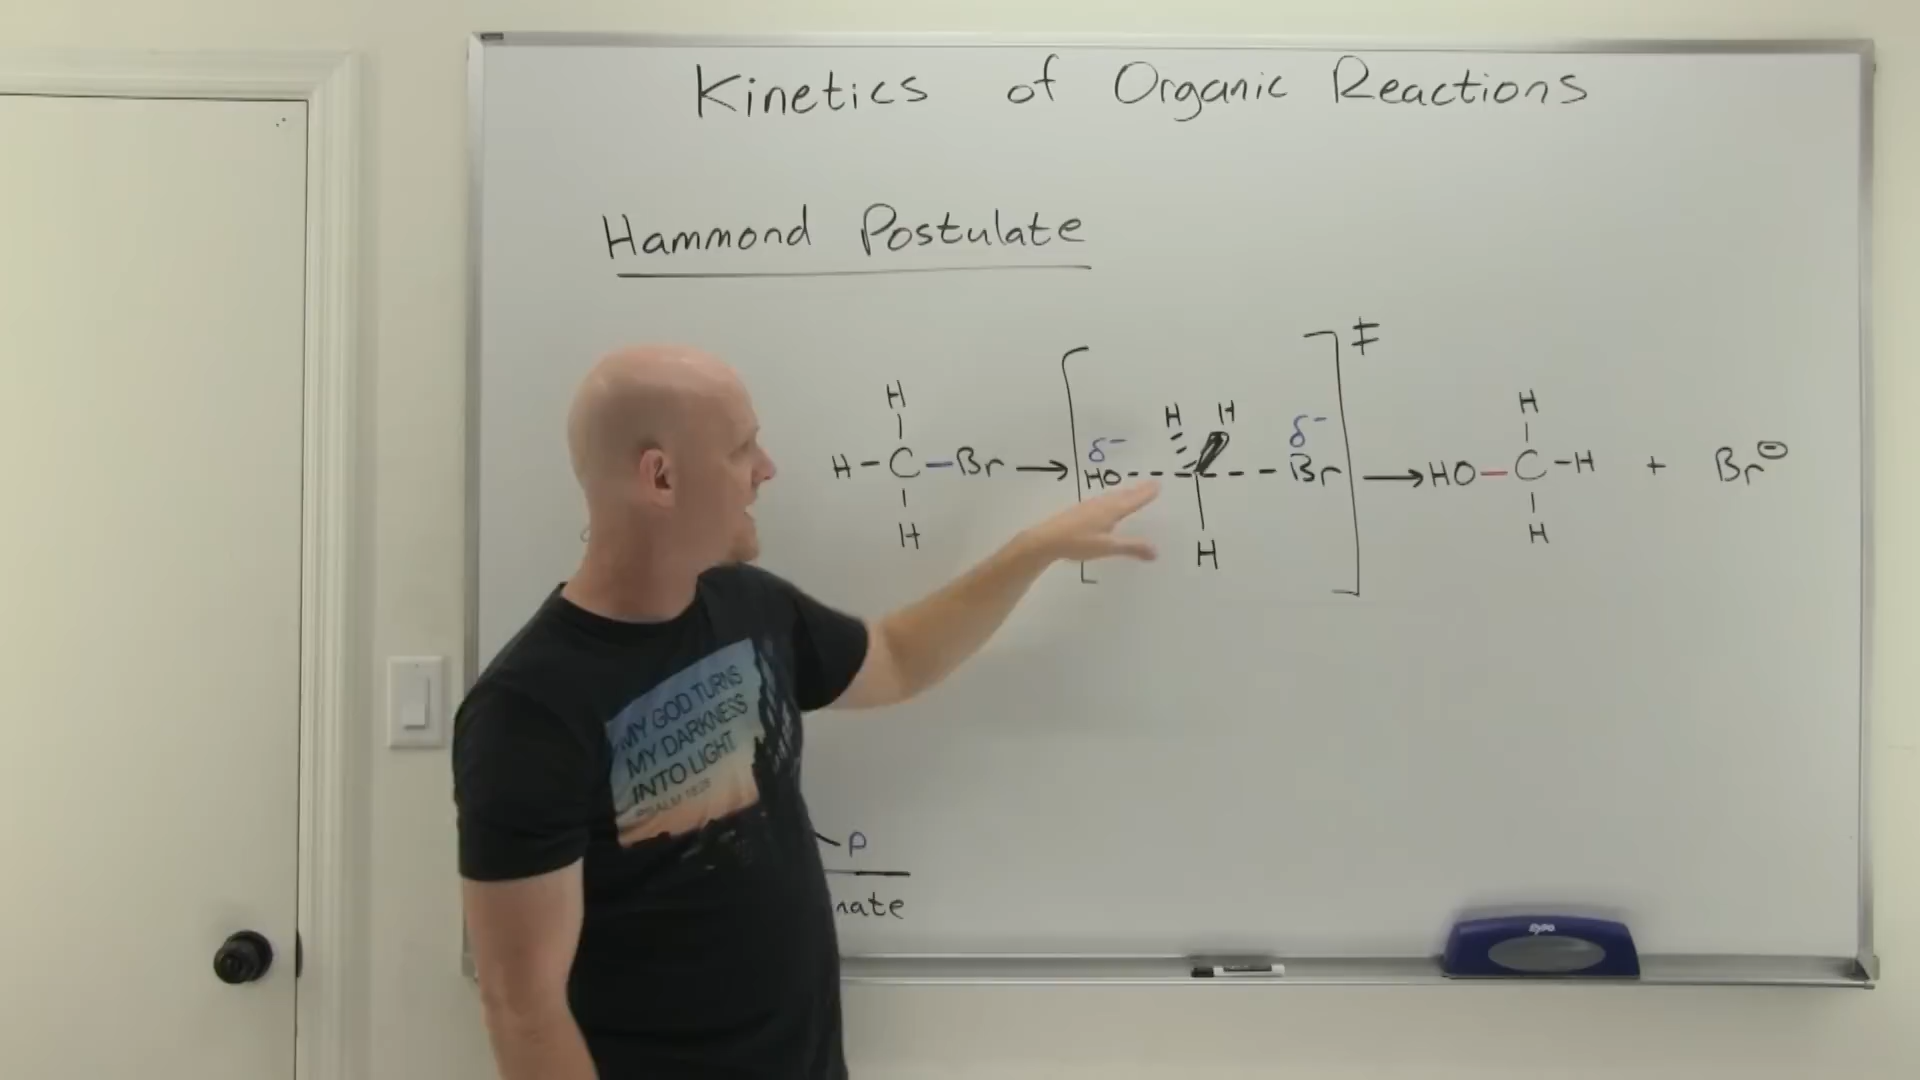 Kinetics of Organic Reactions
Hammond Postulate
‡
H
H H
H
δ⁻
δ⁻
H-C-Br → HO --- --- Br → HO-C-H + Br⊖
H
H
H
MY GOD TURNS
MY DARKNESS
INTO LIGHT
P
nate
EXPO